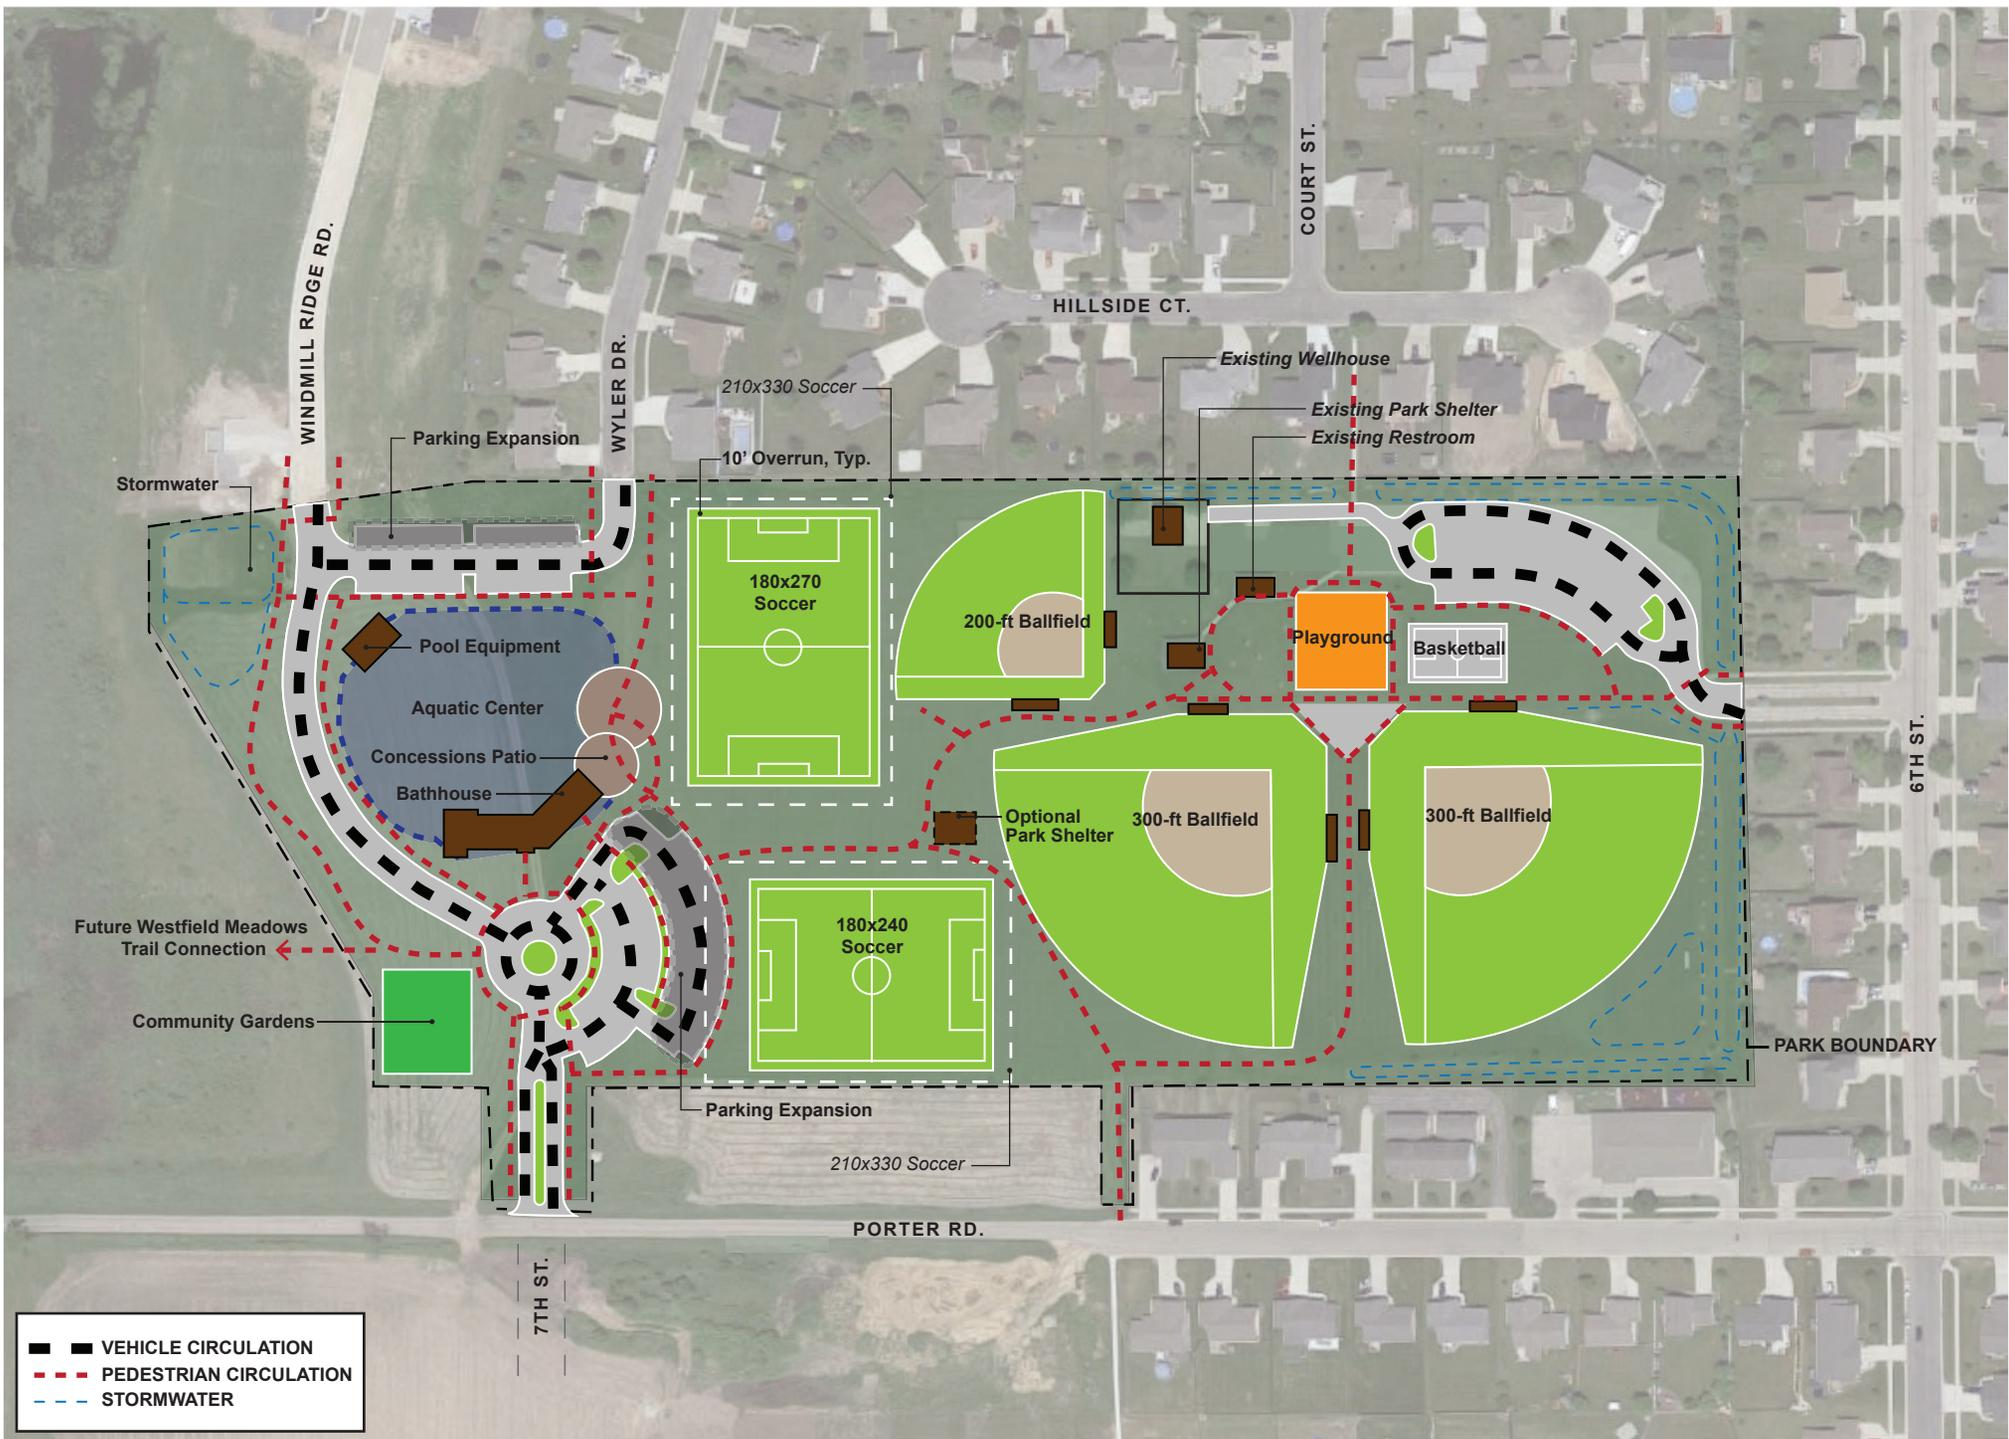 COURT ST.
WINDMILL RIDGE RD.
HILLSIDE CT.
WYLER DR.
Existing Wellhouse
210x330 Soccer
Existing Park Shelter
Parking Expansion
Existing Restroom
10' Overrun, Typ.
Stormwater
180x270
Soccer
200-ft Ballfield
Playground
Pool Equipment
Basketball
Aquatic Center
Concessions Patio
6TH ST.
Bathhouse
Optional
Park Shelter
300-ft Ballfield
300-ft Ballfield
Future Westfield Meadows
Trail Connection
180x240
Soccer
Community Gardens
PARK BOUNDARY
Parking Expansion
210x330 Soccer
PORTER RD.
7TH ST.
VEHICLE CIRCULATION
PEDESTRIAN CIRCULATION
STORMWATER